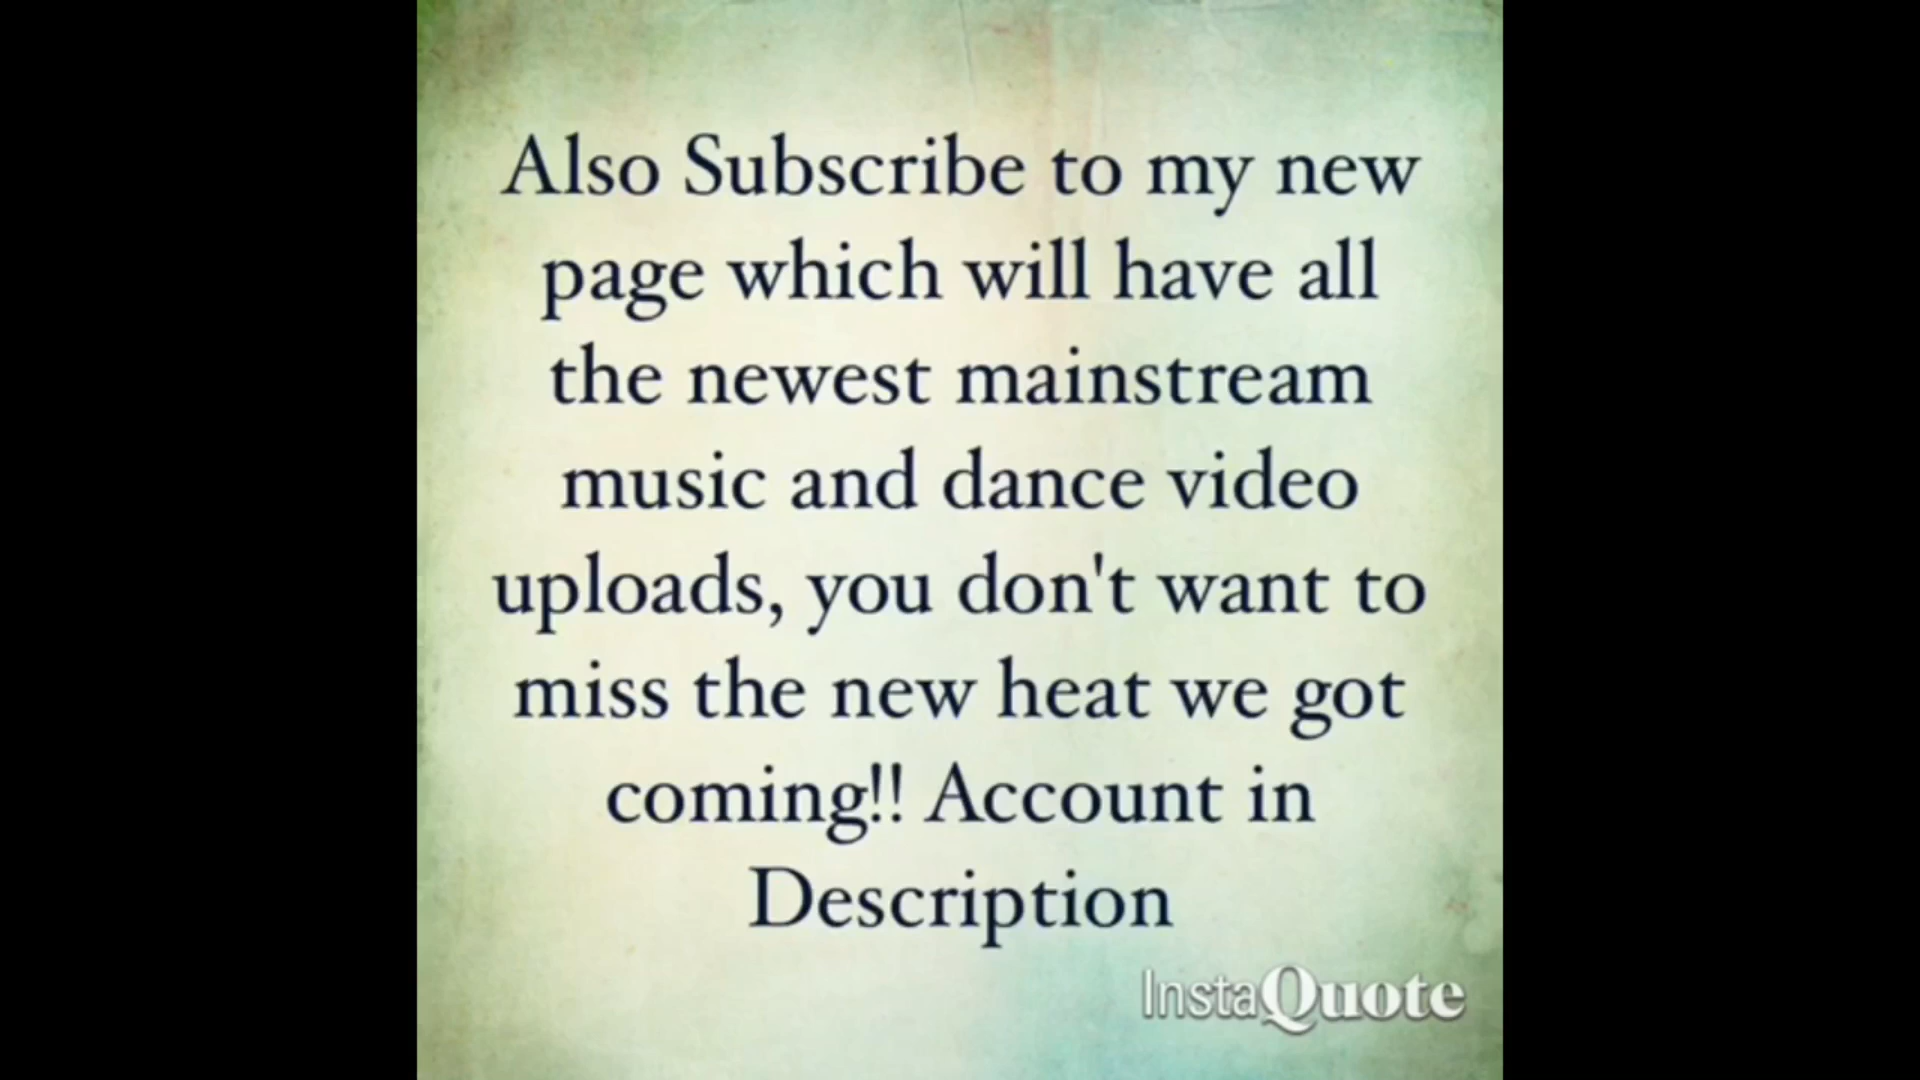 Also Subscribe to my new
page which will have all
the newest mainstream
music and dance video
uploads, you don't want to
miss the new heat we got
coming!! Account in
Description
InstaQuote